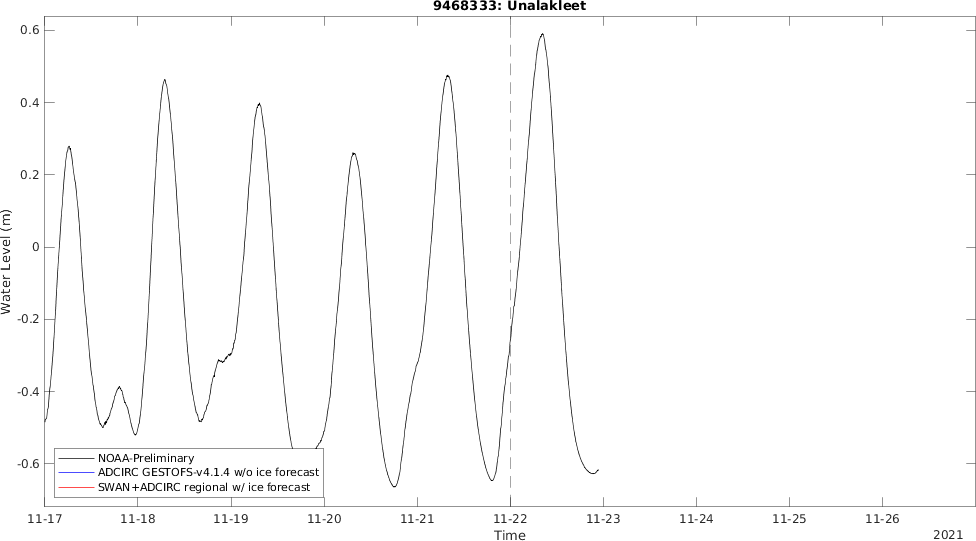 9468333: Unalakleet
0.6
0.4
0.2
0
-0.2
-0.4
-0.6
Water Level (m)
NOAA-Preliminary
ADCIRC GESTOFS-v4.1.4 w/o ice forecast
SWAN+ADCIRC regional w/ ice forecast
11-17 11-18 11-19 11-20 11-21 11-22 11-23 11-24 11-25 11-26
Time
2021